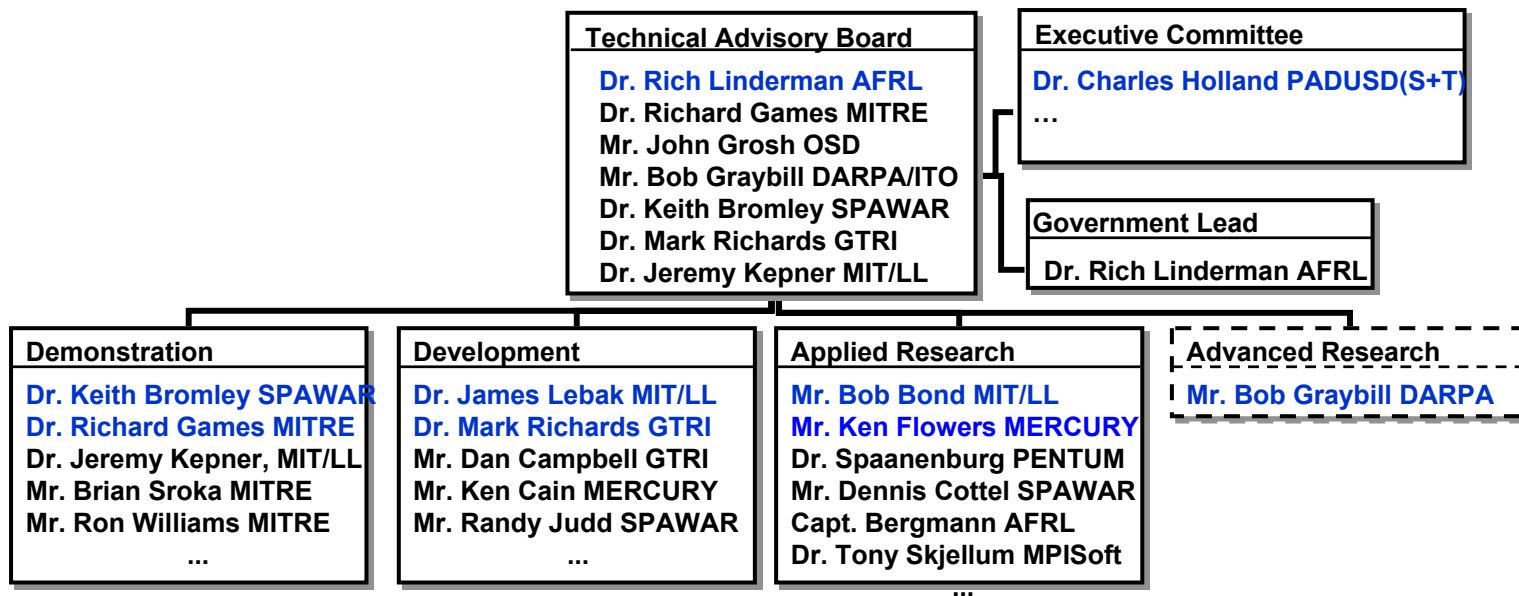 Technical Advisory Board
Dr. Rich Linderman AFRL
Dr. Richard Games MITRE
Mr. John Grosh OSD
Mr. Bob Graybill DARPA/ITO
Dr. Keith Bromley SPAWAR
Dr. Mark Richards GTRI
Dr. Jeremy Kepner MIT/LL
Executive Committee
Dr. Charles Holland PADUSD(S+T)
…
Government Lead
Dr. Rich Linderman AFRL
Demonstration
Dr. Keith Bromley SPAWAR
Dr. Richard Games MITRE
Dr. Jeremy Kepner, MIT/LL
Mr. Brian Sroka MITRE
Mr. Ron Williams MITRE
...
Development
Dr. James Lebak MIT/LL
Dr. Mark Richards GTRI
Mr. Dan Campbell GTRI
Mr. Ken Cain MERCURY
Mr. Randy Judd SPAWAR
...
Applied Research
Mr. Bob Bond MIT/LL
Mr. Ken Flowers MERCURY
Dr. Spaanenburg PENTUM
Mr. Dennis Cottel SPAWAR
Capt. Bergmann AFRL
Dr. Tony Skjellum MPISoft
...
Advanced Research
Mr. Bob Graybill DARPA